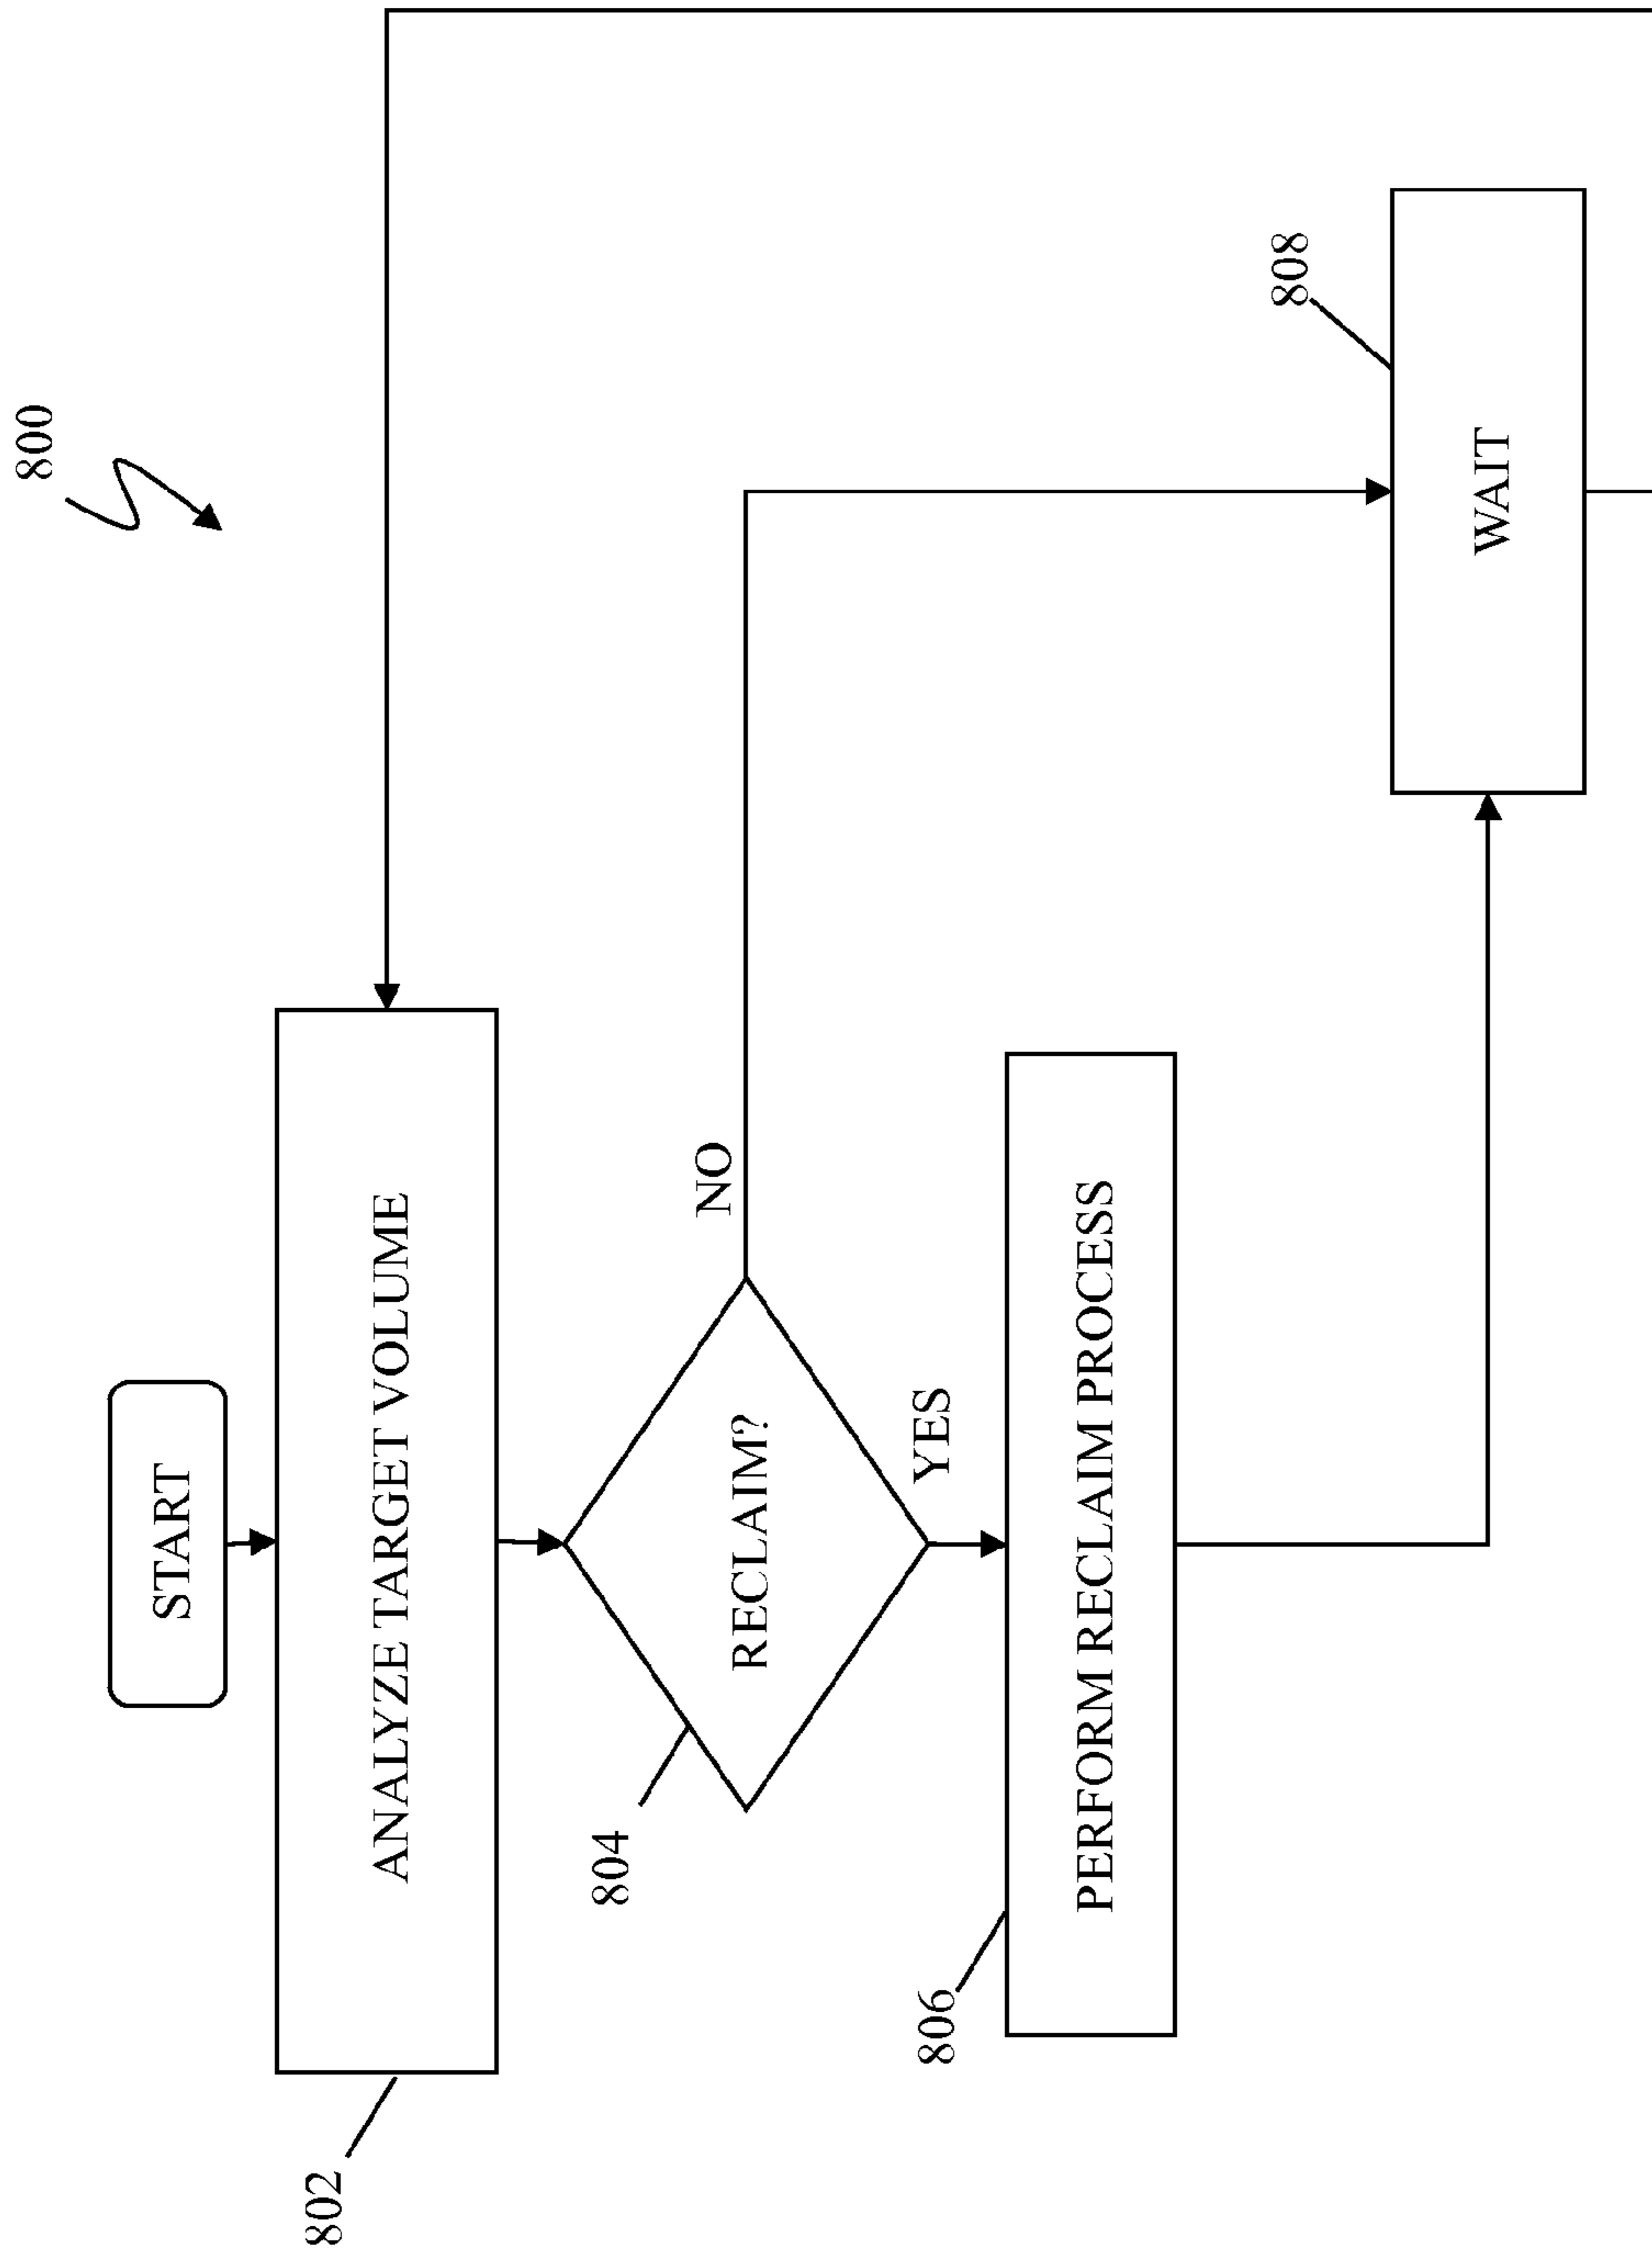 800
START
802
ANALYZE TARGET VOLUME
804
RECLAIM?
NO
YES
806
PERFORM RECLAIM PROCESS
808
WAIT